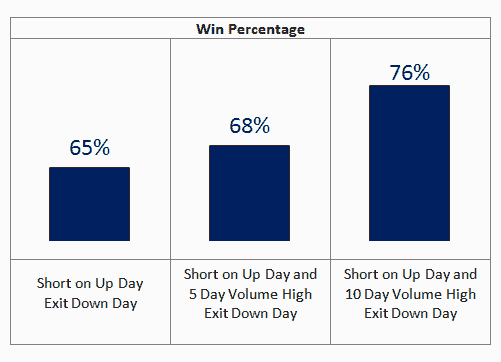 Win Percentage
65%
68%
76%
Short on Up Day
Exit Down Day
Short on Up Day and
5 Day Volume High
Exit Down Day
Short on Up Day and
10 Day Volume High
Exit Down Day